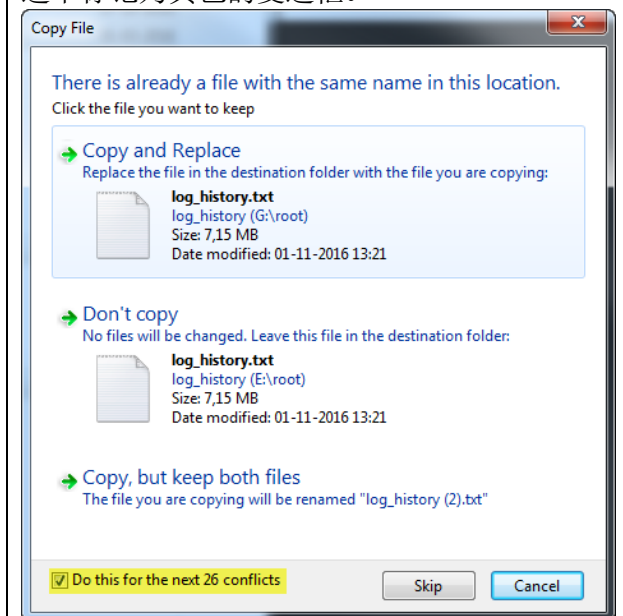 Copy File
There is already a file with the same name in this location.
Click the file you want to keep
Copy and Replace
Replace the file in the destination folder with the file you are copying:
log_history.txt
log_history (G:\root)
Size: 7,15 MB
Date modified: 01-11-2016 13:21
Don't copy
No files will be changed. Leave this file in the destination folder:
log_history.txt
log_history (E:\root)
Size: 7,15 MB
Date modified: 01-11-2016 13:21
Copy, but keep both files
The file you are copying will be renamed "log_history (2).txt"
Do this for the next 26 conflicts
Skip
Cancel